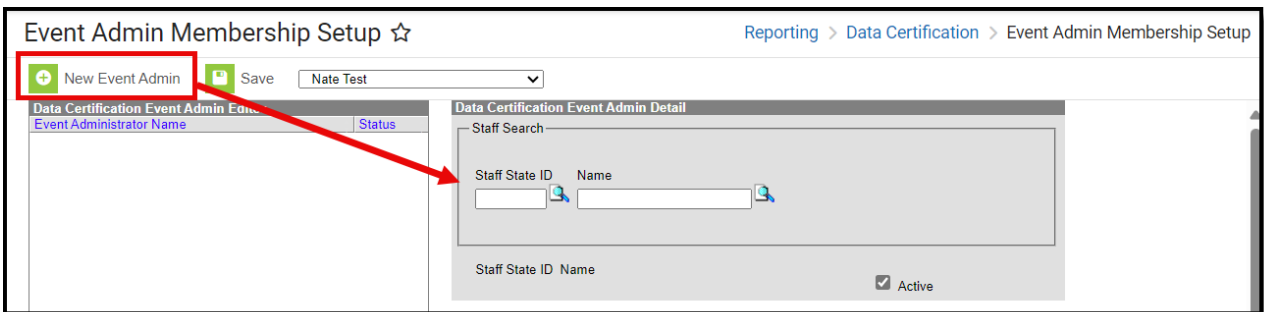 Event Admin Membership Setup
Reporting > Data Certification > Event Admin Membership Setup
New Event Admin
Save
Nate Test
Data Certification Event Admin
Event Administrator Name
Status
Data Certification Event Admin Detail
Staff Search
Staff State ID
Name
Staff State ID Name
Active